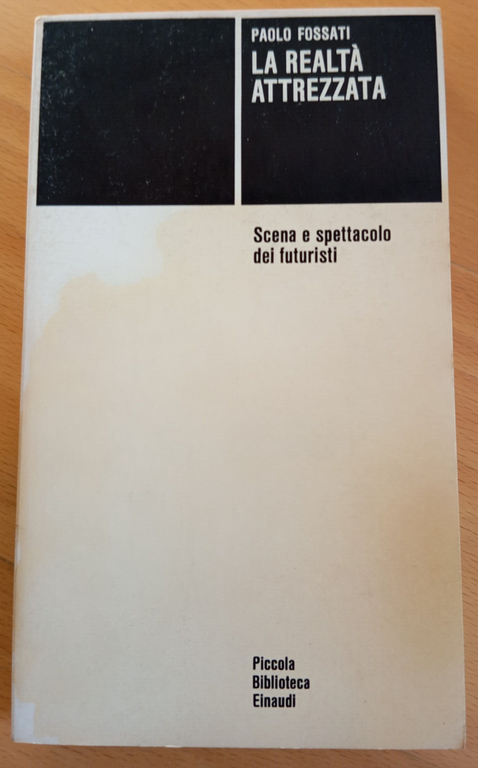 PAOLO FOSSATI
LA REALTÀ
ATTREZZATA
Scena e spettacolo
dei futuristi
Piccola
Biblioteca
Einaudi